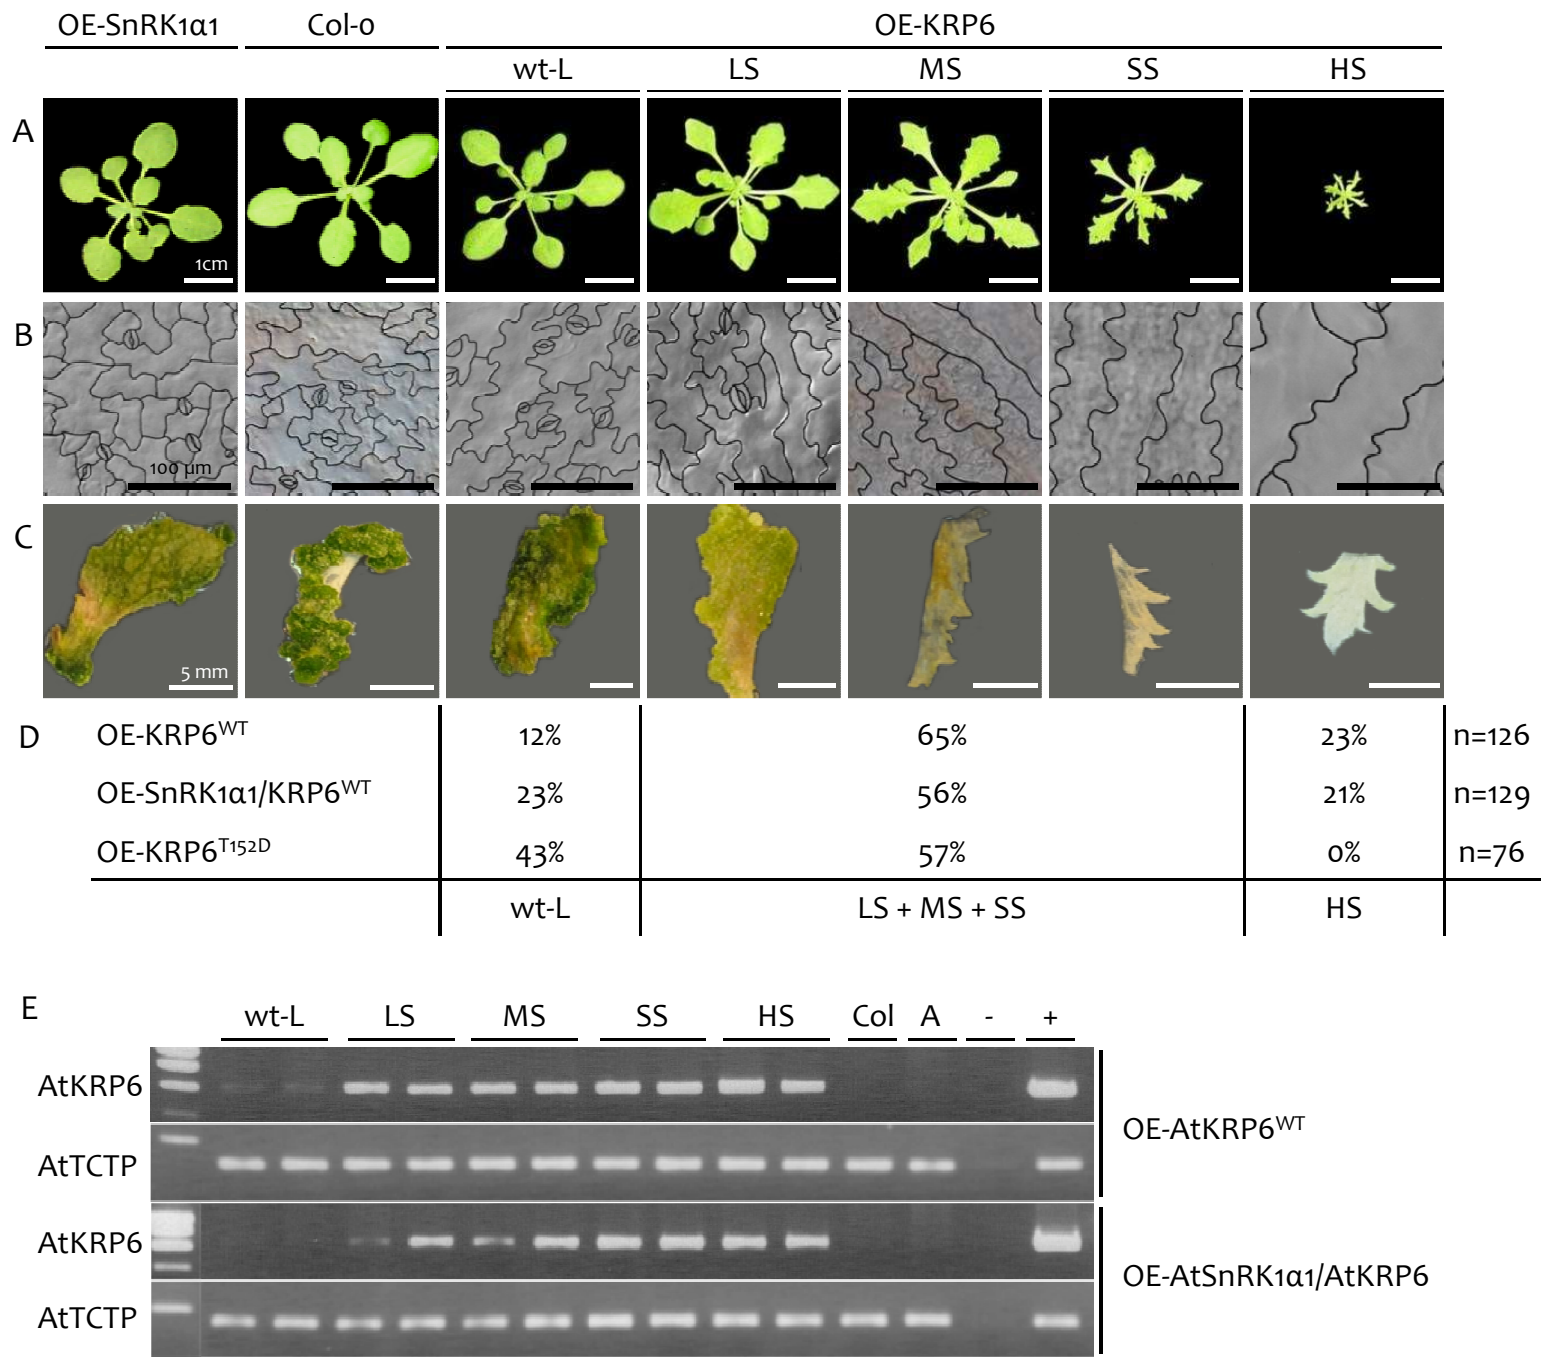 OE-SnRK1α1 Col-0 OE-KRP6
wt-L LS MS SS HS
A
1cm
B
100 µm
C
5 mm
D OE-KRP6WT 12% 65% 23% n=126
OE-SnRK1α1/KRP6WT 23% 56% 21% n=129
OE-KRP6T152D 43% 57% 0% n=76
wt-L LS + MS + SS HS
E wt-L LS MS SS HS Col A - +
AtKRP6
OE-AtKRP6WT
AtTCTP
AtKRP6
OE-AtSnRK1α1/AtKRP6
AtTCTP